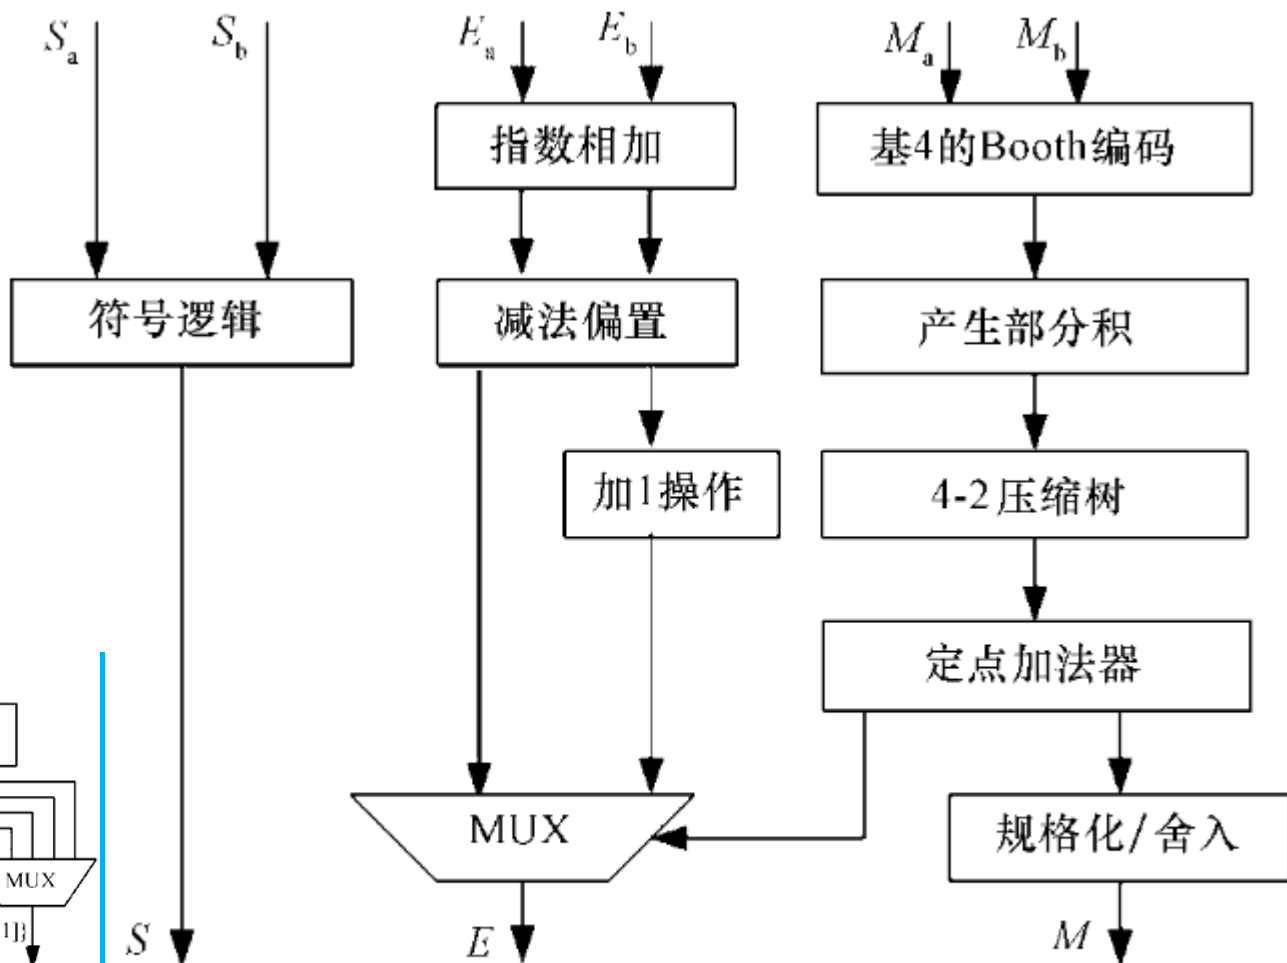 Sa
Sb
Ea
Eb
Ma
Mb
指数相加
基4的Booth编码
符号逻辑
减法偏置
产生部分积
加1操作
4-2压缩树
定点加法器
MUX
规格化/舍入
MUX
1]}
S
E
M